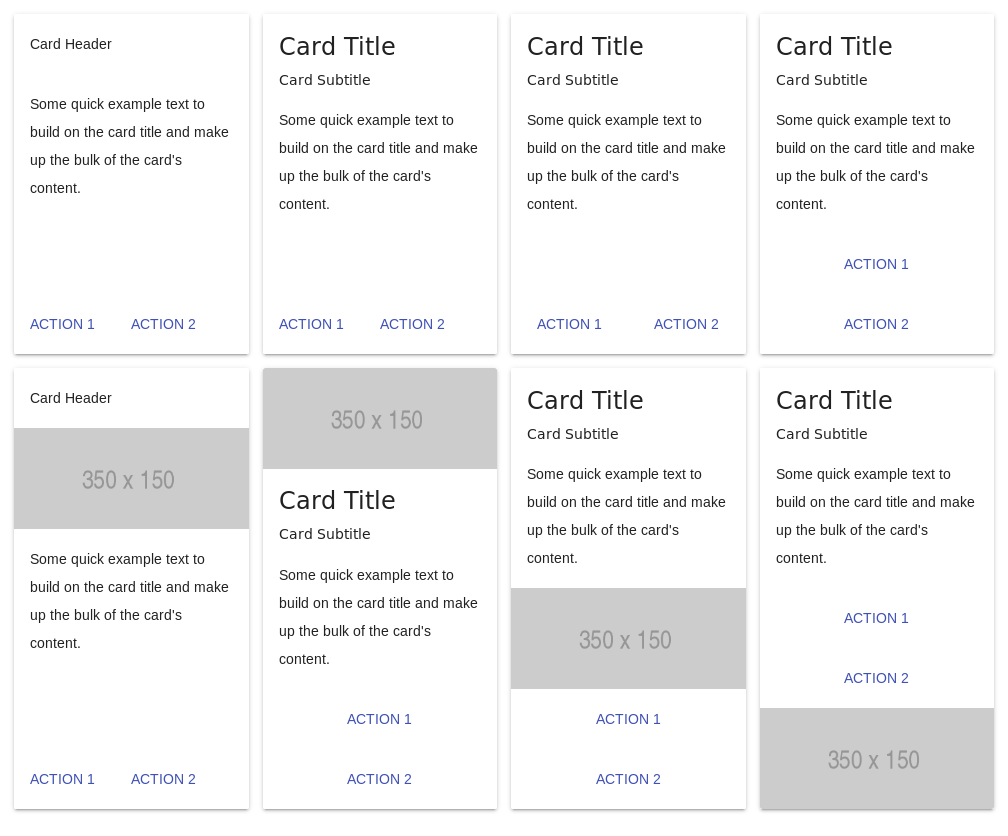 Card Header
Some quick example text to
build on the card title and make
up the bulk of the card's
content.
ACTION 1 ACTION 2
Card Title
Card Subtitle
Some quick example text to
build on the card title and make
up the bulk of the card's
content.
ACTION 1 ACTION 2
Card Title
Card Subtitle
Some quick example text to
build on the card title and make
up the bulk of the card's
content.
ACTION 1 ACTION 2
Card Title
Card Subtitle
Some quick example text to
build on the card title and make
up the bulk of the card's
content.
ACTION 1
ACTION 2
Card Header
350 x 150
Some quick example text to
build on the card title and make
up the bulk of the card's
content.
ACTION 1 ACTION 2
350 x 150
Card Title
Card Subtitle
Some quick example text to
build on the card title and make
up the bulk of the card's
content.
ACTION 1
ACTION 2
Card Title
Card Subtitle
Some quick example text to
build on the card title and make
up the bulk of the card's
content.
350 x 150
ACTION 1
ACTION 2
Card Title
Card Subtitle
Some quick example text to
build on the card title and make
up the bulk of the card's
content.
ACTION 1
ACTION 2
350 x 150